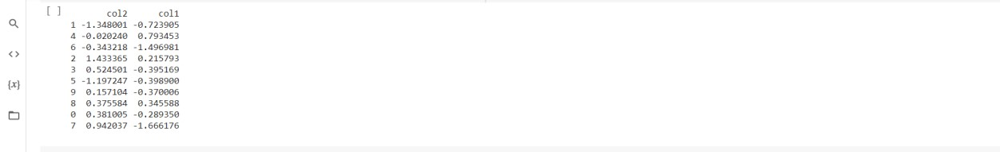 [ ]
col2 col1
1 -1.348001 -0.723905
4 -0.020240 0.793453
6 -0.343218 -1.496981
2 1.433365 0.215793
3 0.524501 -0.395169
5 -1.197247 -0.398900
9 0.157104 -0.370006
8 0.375584 0.345588
0 0.381005 -0.289350
7 0.942037 -1.666176
<>
{x}